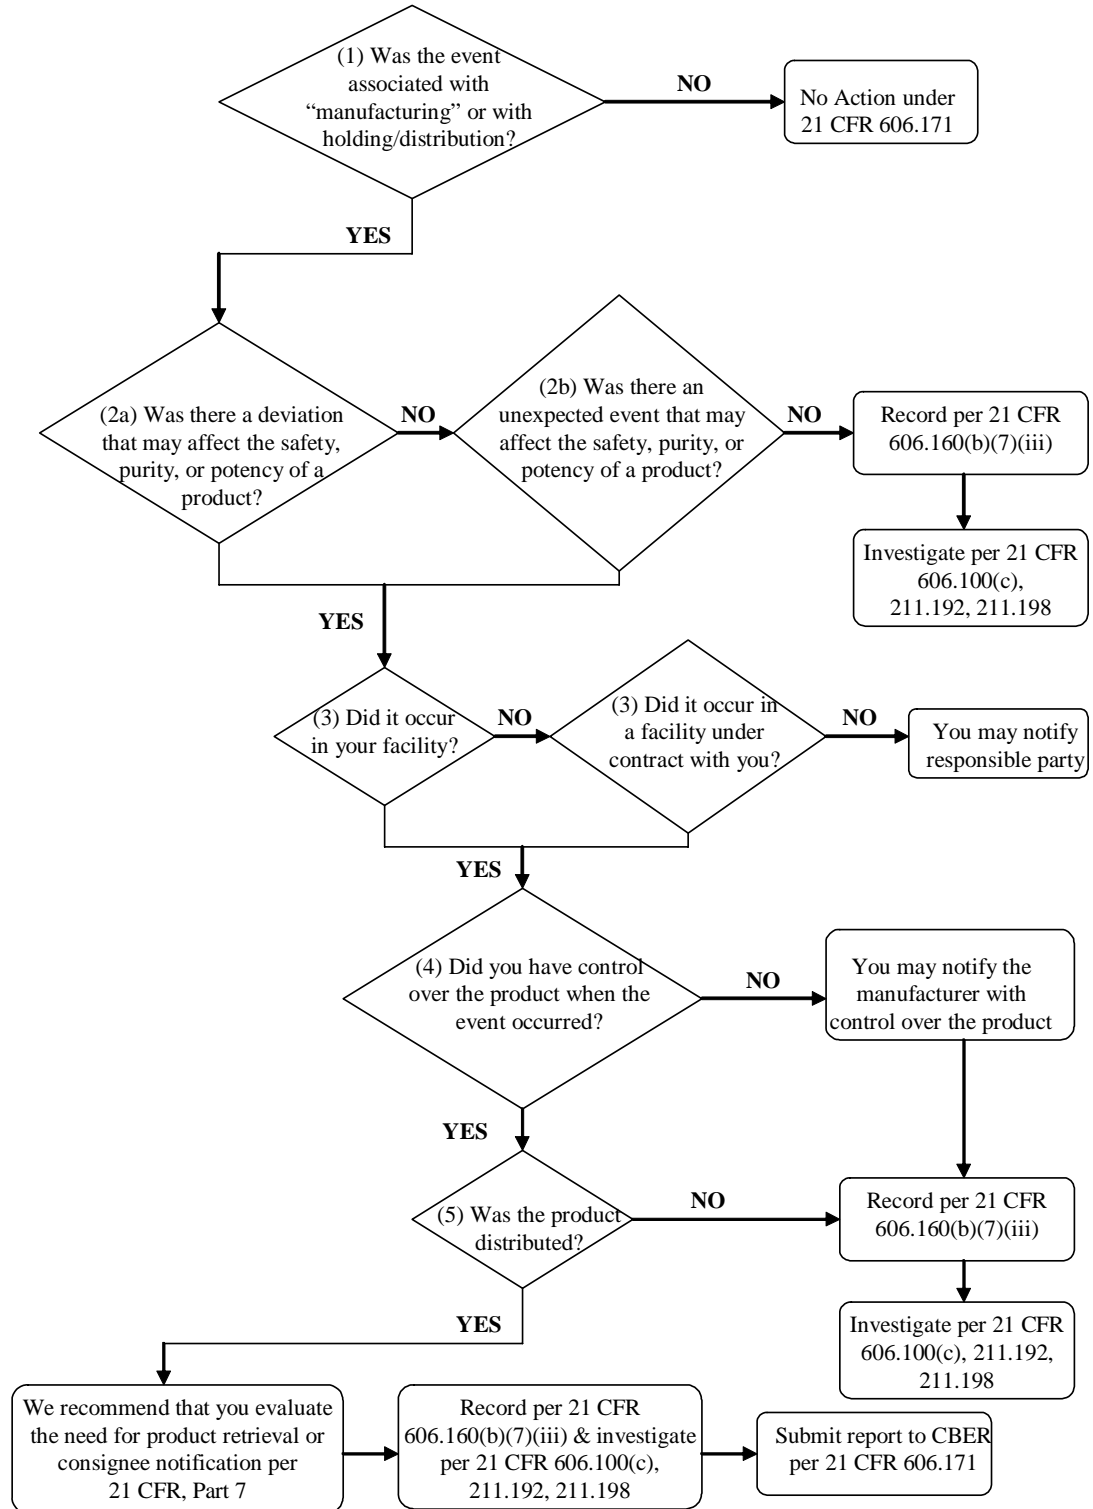 (1) Was the event
associated with
“manufacturing” or with
holding/distribution?
NO
No Action under
21 CFR 606.171
YES
(2a) Was there a deviation
that may affect the safety,
purity, or potency of a
product?
NO
(2b) Was there an
unexpected event that may
affect the safety, purity, or
potency of a product?
NO
Record per 21 CFR
606.160(b)(7)(iii)
Investigate per 21 CFR
606.100(c),
211.192, 211.198
YES
(3) Did it occur
in your facility?
NO
(3) Did it occur in
a facility under
contract with you?
NO
You may notify
responsible party
YES
(4) Did you have control
over the product when the
event occurred?
NO
You may notify the
manufacturer with
control over the product
YES
(5) Was the product
distributed?
NO
Record per 21 CFR
606.160(b)(7)(iii)
Investigate per 21 CFR
606.100(c), 211.192,
211.198
YES
We recommend that you evaluate
the need for product retrieval or
consignee notification per
21 CFR, Part 7
Record per 21 CFR
606.160(b)(7)(iii) & investigate
per 21 CFR 606.100(c),
211.192, 211.198
Submit report to CBER
per 21 CFR 606.171